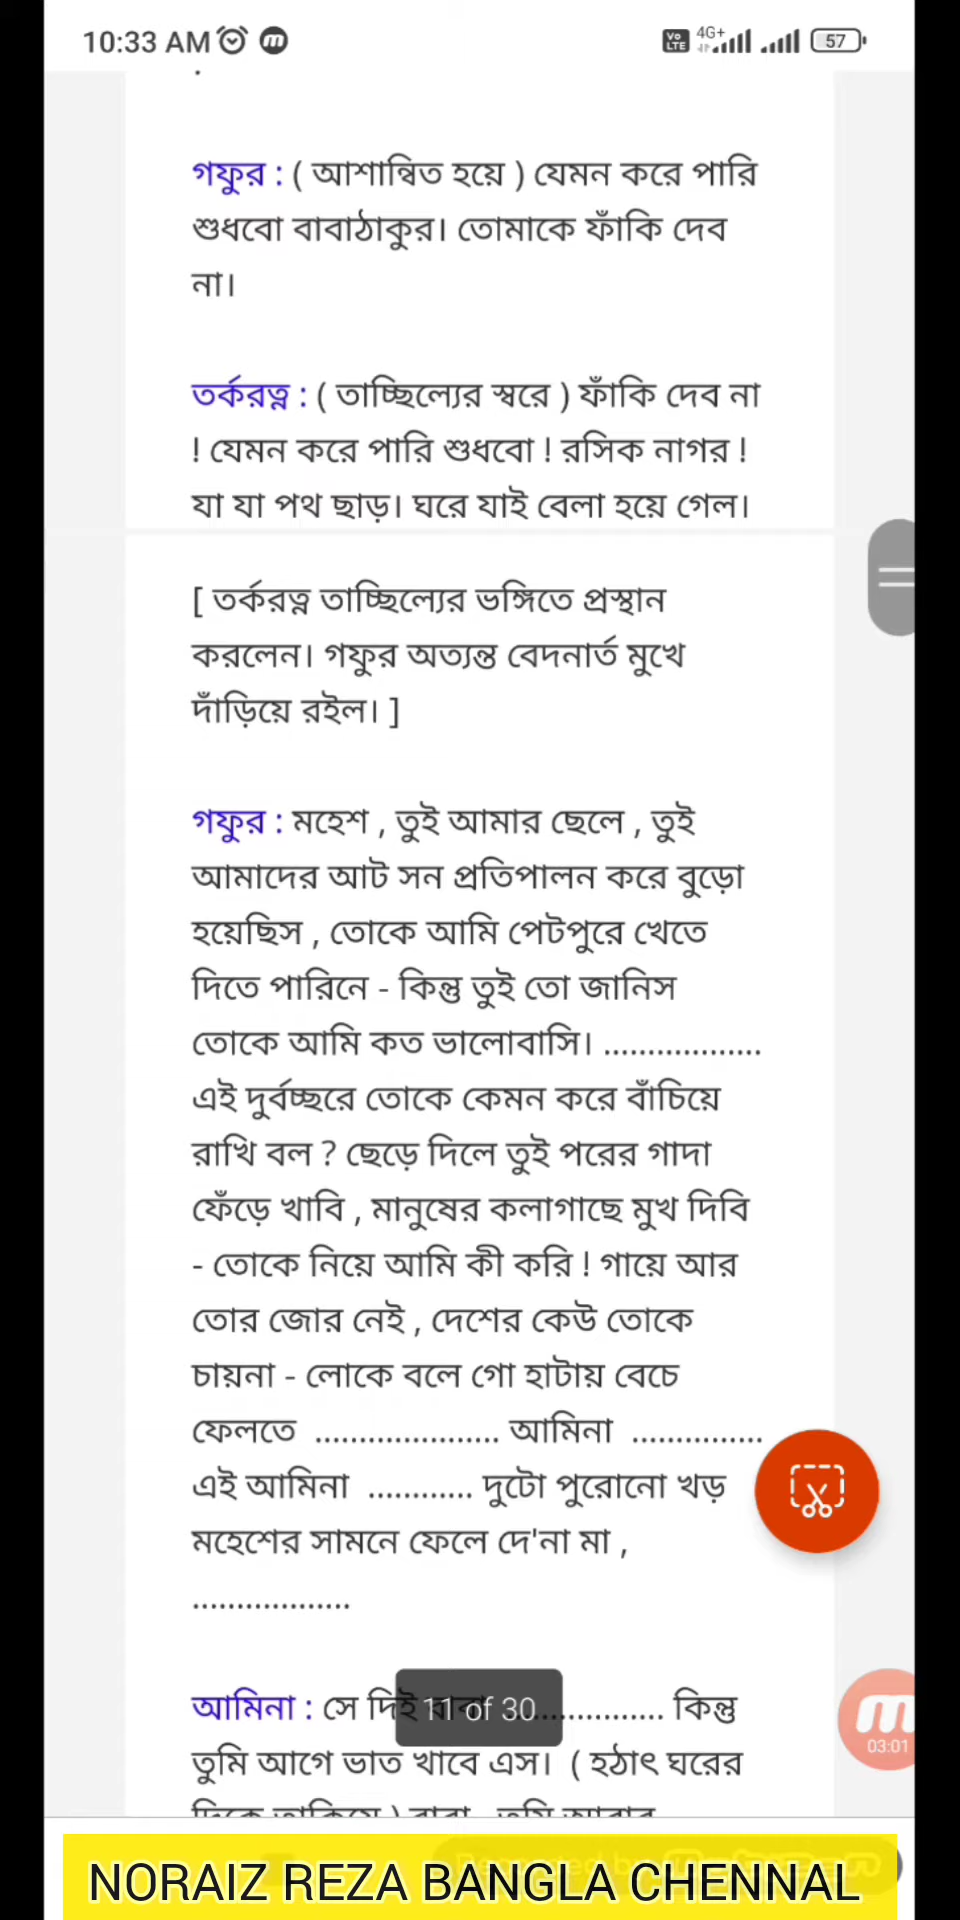 10:33 AM
Vo LTE 4G+ 57
গফুর : ( আশান্বিত হয়ে ) যেমন করে পারি
শুধবো বাবাঠাকুর। তোমাকে ফাঁকি দেব
না।
তর্করত্ন : ( তাচ্ছিল্যের স্বরে ) ফাঁকি দেব না
! যেমন করে পারি শুধবো ! রসিক নাগর !
যা যা পথ ছাড়। ঘরে যাই বেলা হয়ে গেল।
[ তর্করত্ন তাচ্ছিল্যের ভঙ্গিতে প্রস্থান
করলেন। গফুর অত্যন্ত বেদনার্ত মুখে
দাঁড়িয়ে রইল। ]
গফুর : মহেশ , তুই আমার ছেলে , তুই
আমাদের আট সন প্রতিপালন করে বুড়ো
হয়েছিস , তোকে আমি পেটপুরে খেতে
দিতে পারিনে - কিন্তু তুই তো জানিস
তোকে আমি কত ভালোবাসি। ..................
এই দুর্বচ্ছরে তোকে কেমন করে বাঁচিয়ে
রাখি বল ? ছেড়ে দিলে তুই পরের গাদা
ফেঁড়ে খাবি , মানুষের কলাগাছে মুখ দিবি
- তোকে নিয়ে আমি কী করি ! গায়ে আর
তোর জোর নেই , দেশের কেউ তোকে
চায়না - লোকে বলে গো হাটায় বেচে
ফেলতে ..................... আমিনা ...............
এই আমিনা ............ দুটো পুরোনো খড়
মহেশের সামনে ফেলে দে'না মা ,
..................
আমিনা : সে দিই বাবা .................. কিন্তু
11 of 30
তুমি আগে ভাত খাবে এস। ( হঠাৎ ঘরের
03:01
NORAIZ REZA BANGLA CHENNAL